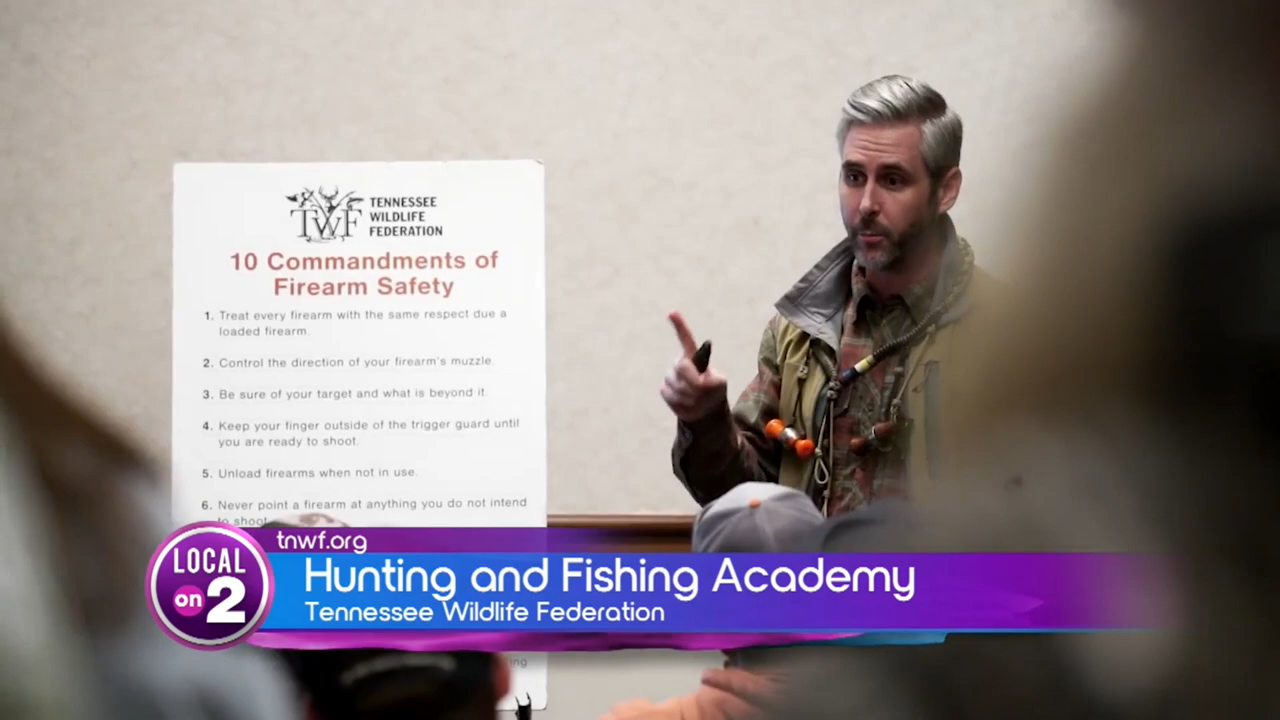 TWF
TENNESSEE
WILDLIFE
FEDERATION
10 Commandments of
Firearm Safety
1. Treat every firearm with the same respect due a
loaded firearm.
2. Control the direction of your firearm's muzzle.
3. Be sure of your target and what is beyond it.
4. Keep your finger outside of the trigger guard until
you are ready to shoot.
5. Unload firearms when not in use.
6. Never point a firearm at anything you do not intend
to shoot
tnwf.org
LOCAL
on 2
Hunting and Fishing Academy
Tennessee Wildlife Federation